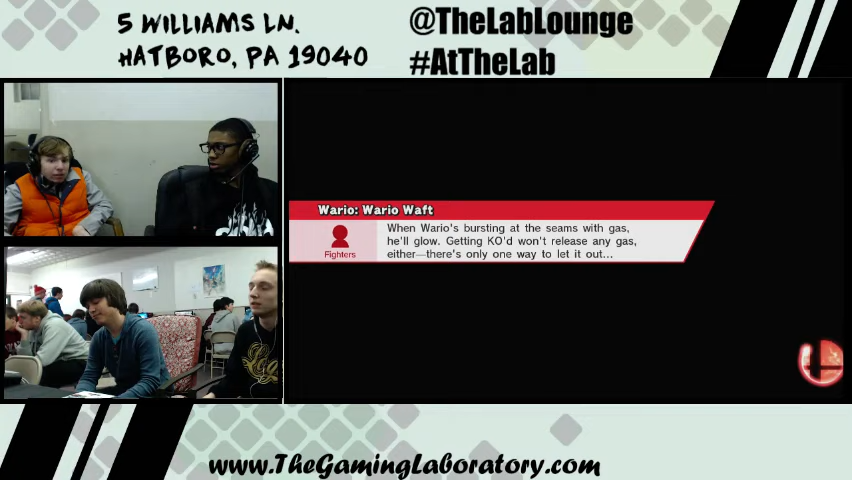 5 WILLIAMS LN.
HATBORO, PA 19040
@TheLabLounge
#AtTheLab
Wario: Wario Waft
When Wario's bursting at the seams with gas,
he'll glow. Getting KO'd won't release any gas,
either—there's only one way to let it out...
Fighters
www.TheGamingLaboratory.com